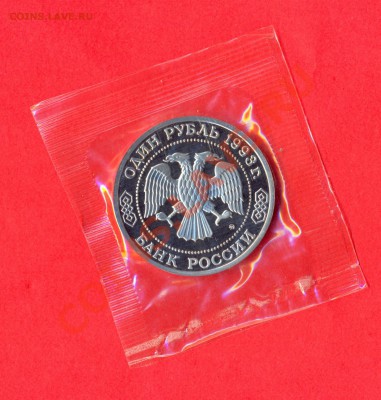 COINS.LAVE.RU
ОДИН РУБЛЬ 1993 г.
БАНК РОССИИ